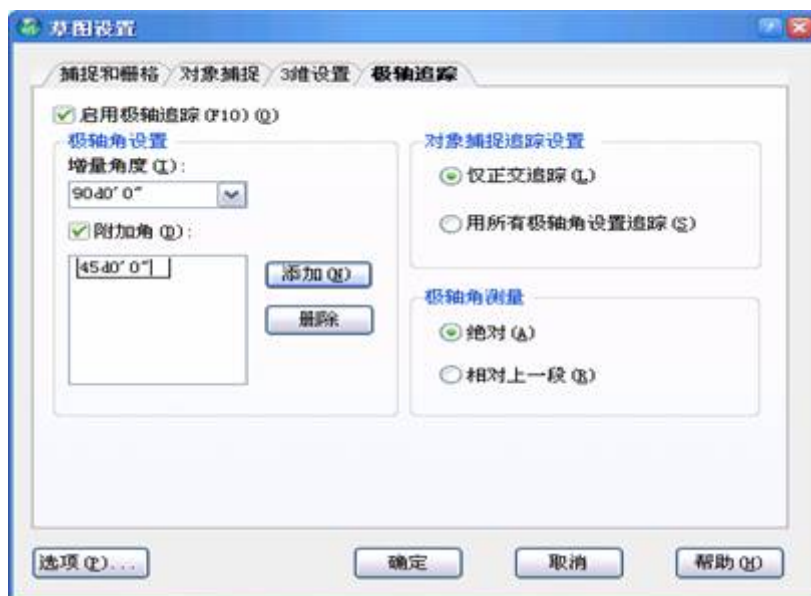 草图设置
捕捉和栅格 对象捕捉 3维设置 极轴追踪
启用极轴追踪(F10)(O)
极轴角设置
增量角度(I):
90d0'0"
附加角(D):
45d0'0"
添加(N)
删除
对象捕捉追踪设置
仅正交追踪(L)
用所有极轴角设置追踪(S)
极轴角测量
绝对(A)
相对上一段(R)
选项(P)... 确定 取消 帮助(H)